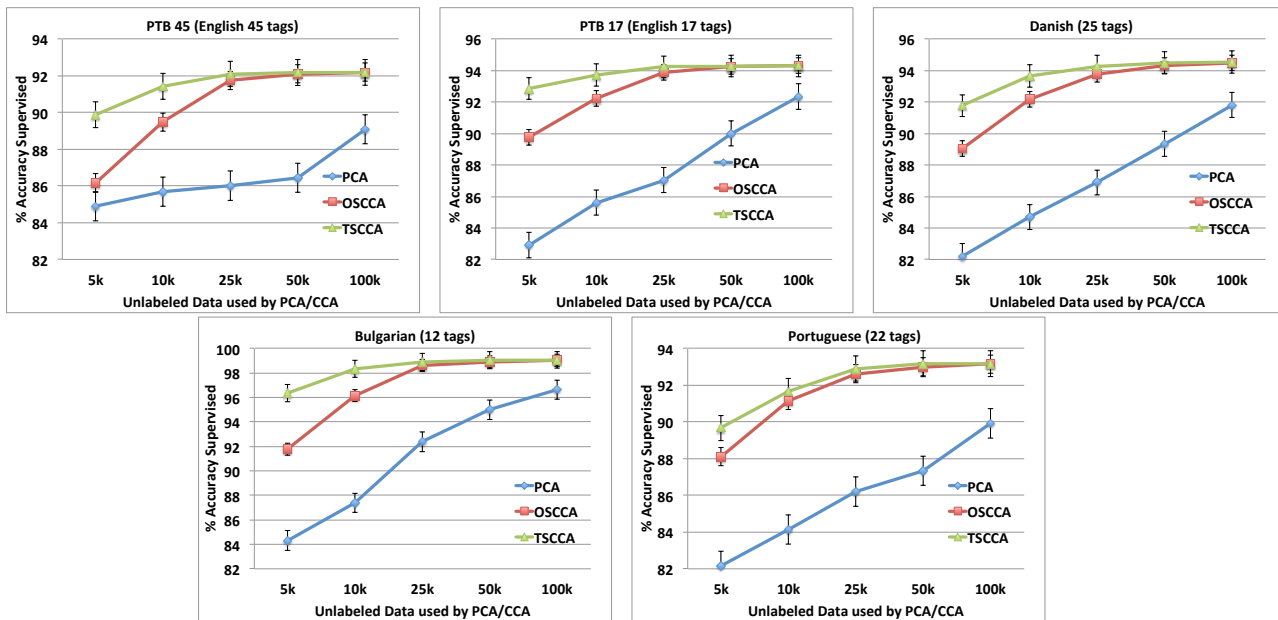 PTB 45 (English 45 tags)
% Accuracy Supervised
94
92
90
88
86
84
82
PCA
OSCCA
TSCCA
5k 10k 25k 50k 100k
Unlabeled Data used by PCA/CCA
PTB 17 (English 17 tags)
% Accuracy Supervised
96
94
92
90
88
86
84
82
PCA
OSCCA
TSCCA
5k 10k 25k 50k 100k
Unlabeled Data used by PCA/CCA
Danish (25 tags)
% Accuracy Supervised
96
94
92
90
88
86
84
82
PCA
OSCCA
TSCCA
5k 10k 25k 50k 100k
Unlabeled Data used by PCA/CCA
Bulgarian (12 tags)
% Accuracy Supervised
100
98
96
94
92
90
88
86
84
82
PCA
OSCCA
TSCCA
5k 10k 25k 50k 100k
Unlabeled Data used by PCA/CCA
Portuguese (22 tags)
% Accuracy Supervised
94
92
90
88
86
84
82
PCA
OSCCA
TSCCA
5k 10k 25k 50k 100k
Unlabeled Data used by PCA/CCA